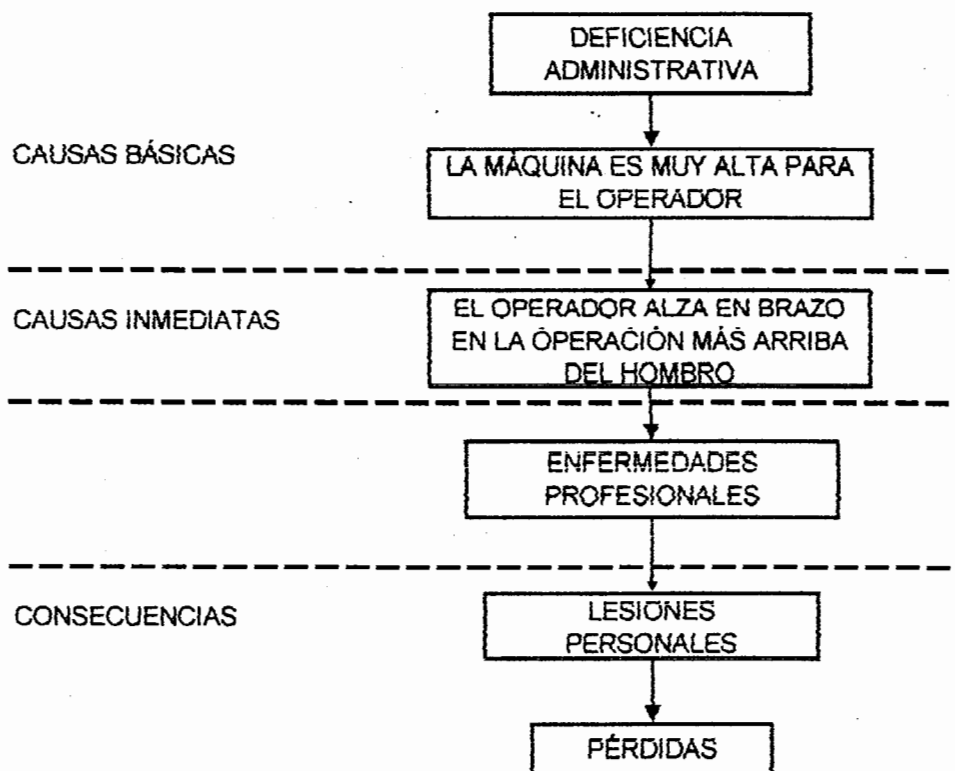 DEFICIENCIA
ADMINISTRATIVA
CAUSAS BÁSICAS
LA MÁQUINA ES MUY ALTA PARA
EL OPERADOR
CAUSAS INMEDIATAS
EL OPERADOR ALZA EN BRAZO
EN LA OPERACIÓN MÁS ARRIBA
DEL HOMBRO
ENFERMEDADES
PROFESIONALES
CONSECUENCIAS
LESIONES
PERSONALES
PÉRDIDAS